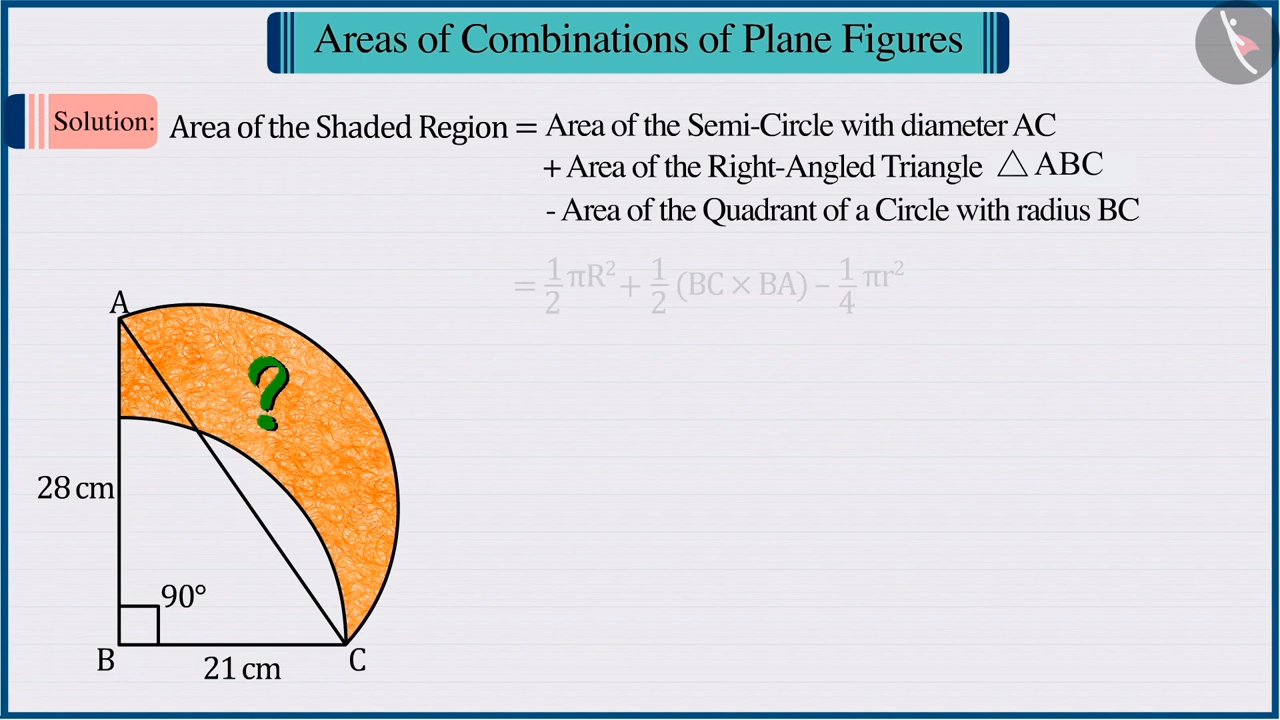 Areas of Combinations of Plane Figures
Solution: Area of the Shaded Region = Area of the Semi-Circle with diameter AC
+ Area of the Right-Angled Triangle △ ABC
- Area of the Quadrant of a Circle with radius BC
= 1/2 πR² + 1/2 (BC × BA) – 1/4 πr²
A
?
28 cm
90°
B
21 cm
C